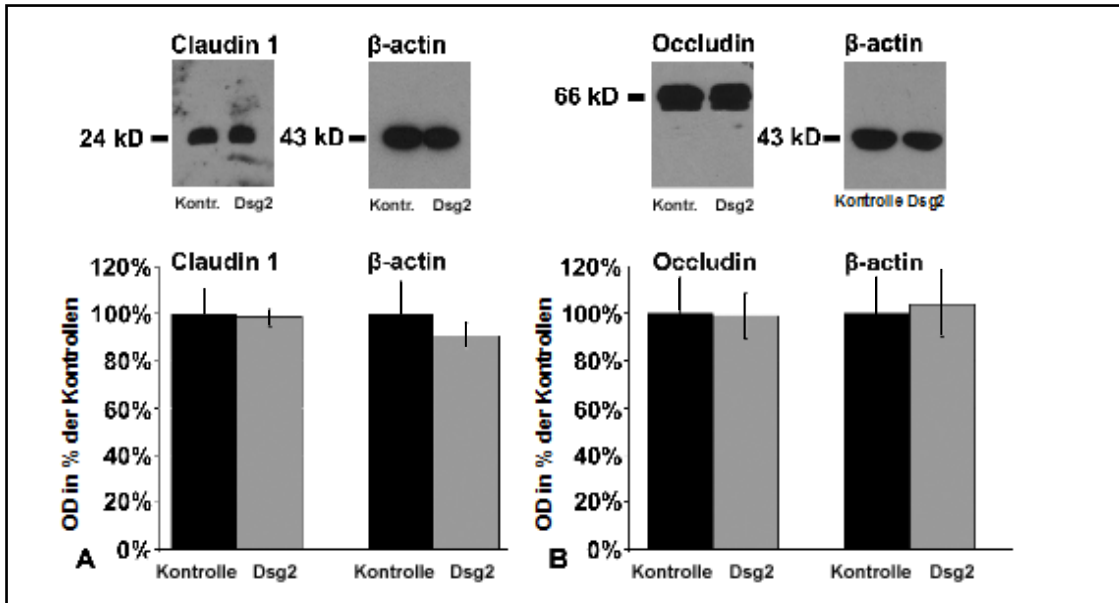 Claudin 1
β-actin
24 kD
43 kD
Kontr. Dsg2
Kontr. Dsg2
Occludin
β-actin
66 kD
43 kD
Kontr. Dsg2
Kontrolle Dsg2
OD in % der Kontrollen
120%
100%
80%
60%
40%
20%
0%
Claudin 1
β-actin
Kontrolle Dsg2
Kontrolle Dsg2
A
OD in % der Kontrollen
120%
100%
80%
60%
40%
20%
0%
Occludin
β-actin
Kontrolle Dsg2
Kontrolle Dsg2
B